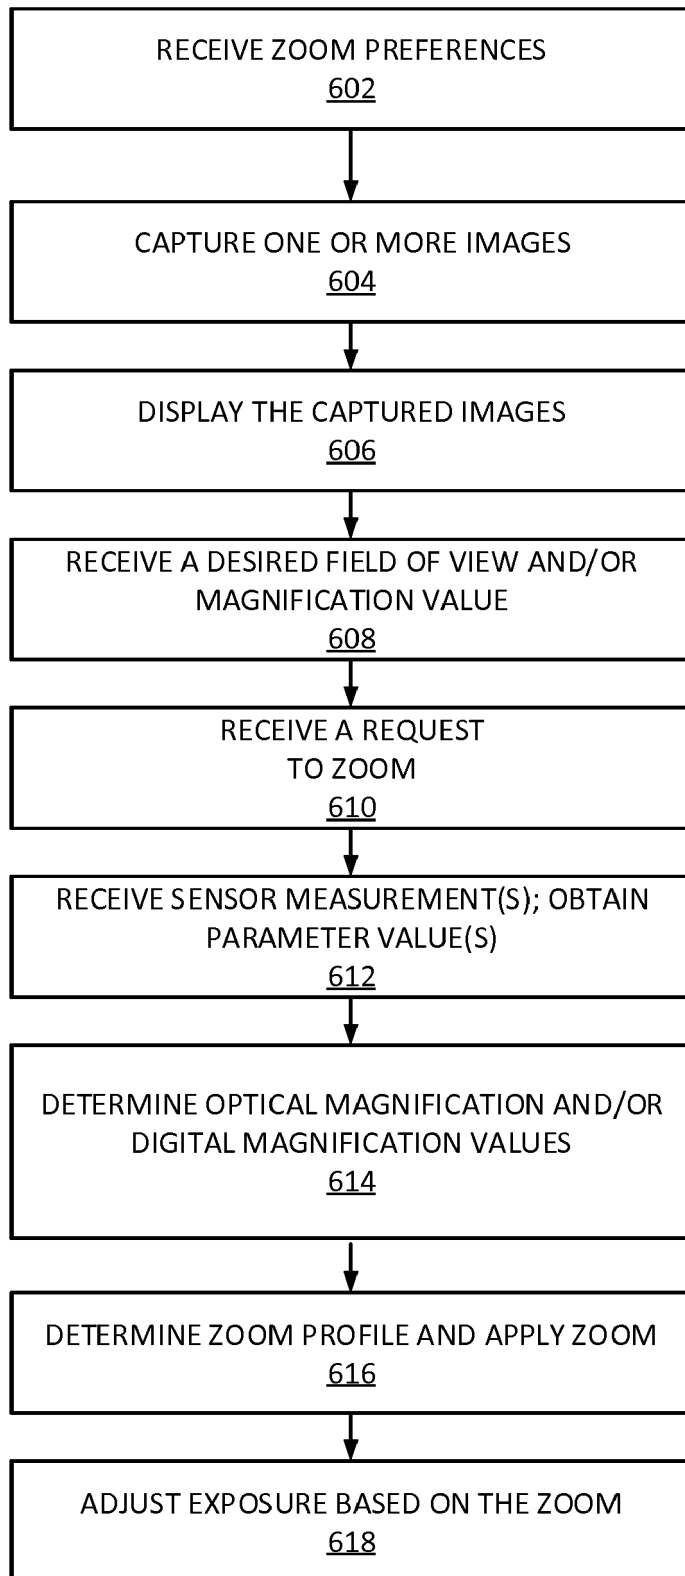 RECEIVE ZOOM PREFERENCES
602
CAPTURE ONE OR MORE IMAGES
604
DISPLAY THE CAPTURED IMAGES
606
RECEIVE A DESIRED FIELD OF VIEW AND/OR
MAGNIFICATION VALUE
608
RECEIVE A REQUEST
TO ZOOM
610
RECEIVE SENSOR MEASUREMENT(S); OBTAIN
PARAMETER VALUE(S)
612
DETERMINE OPTICAL MAGNIFICATION AND/OR
DIGITAL MAGNIFICATION VALUES
614
DETERMINE ZOOM PROFILE AND APPLY ZOOM
616
ADJUST EXPOSURE BASED ON THE ZOOM
618